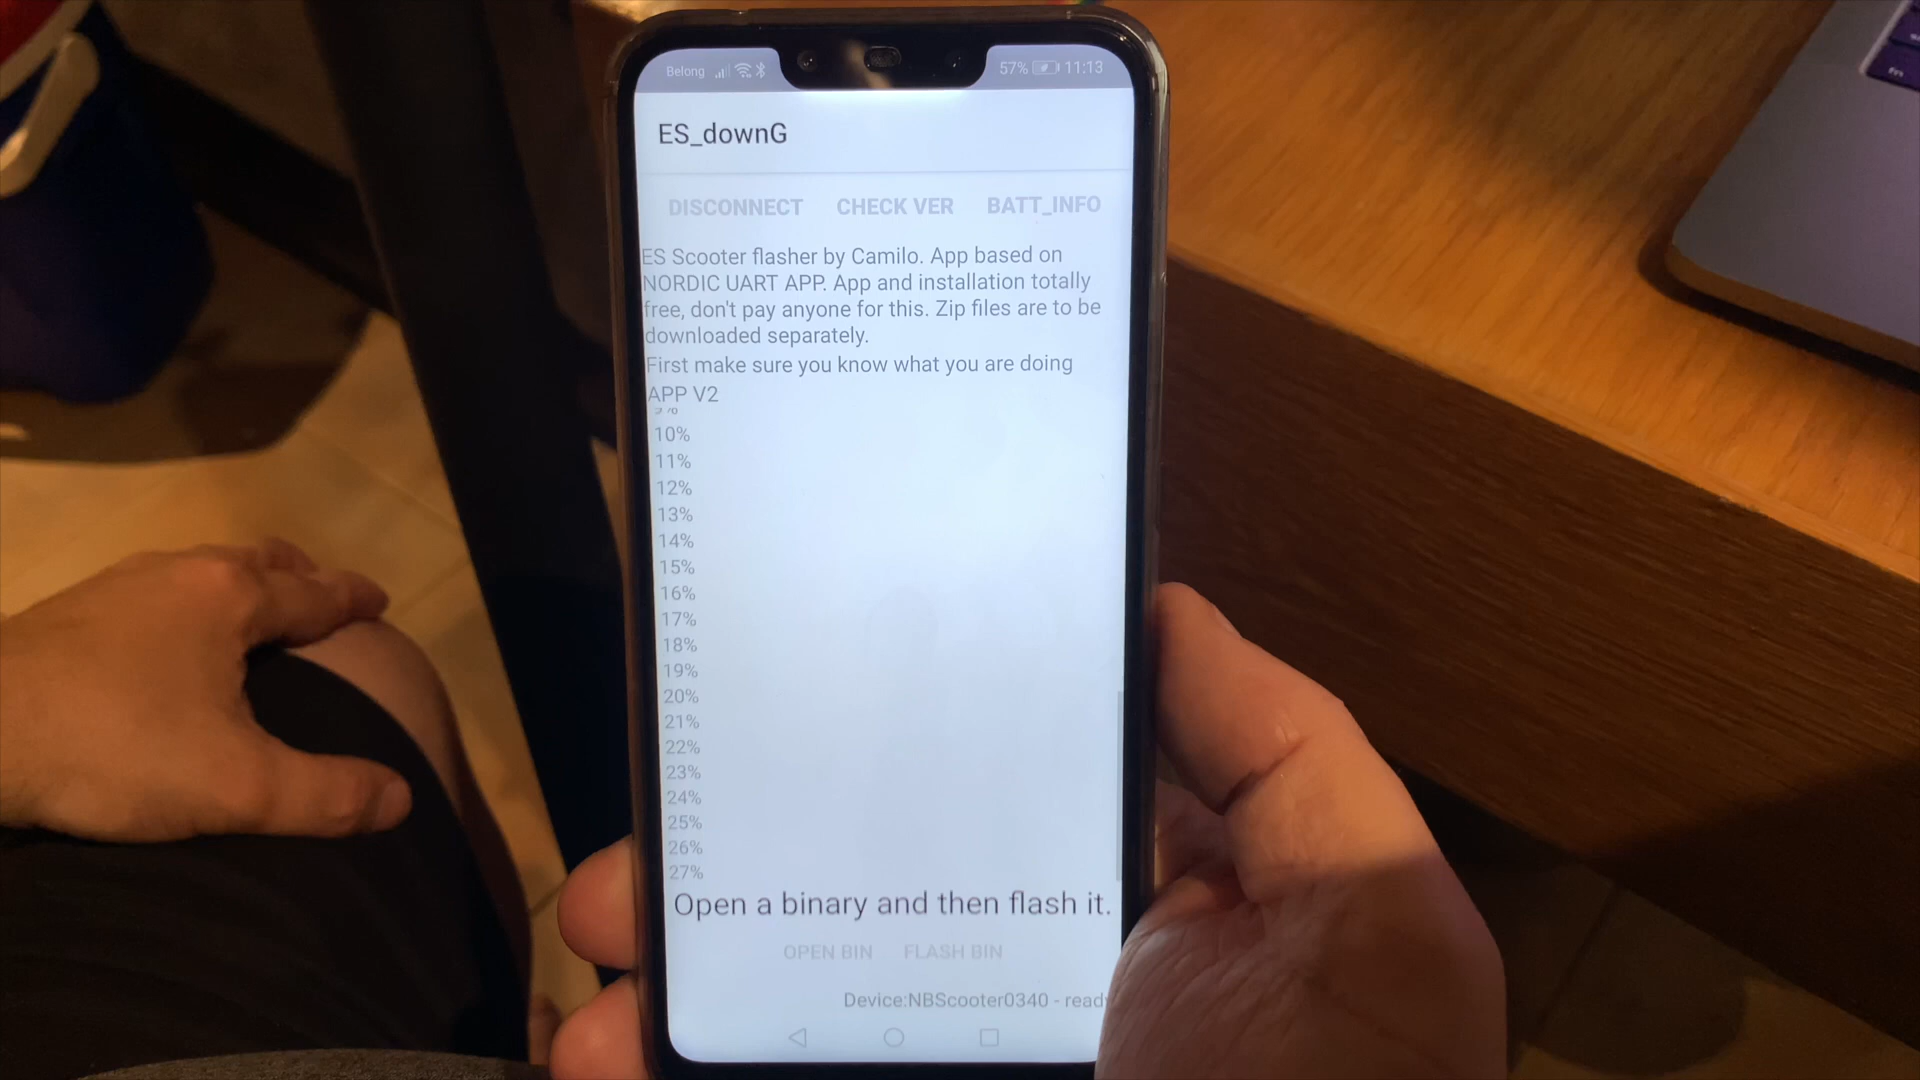 Belong 57% 11:13
ES_downG
DISCONNECT CHECK VER BATT_INFO
ES Scooter flasher by Camilo. App based on
NORDIC UART APP. App and installation totally
free, don't pay anyone for this. Zip files are to be
downloaded separately.
First make sure you know what you are doing
APP V2
10%
11%
12%
13%
14%
15%
16%
17%
18%
19%
20%
21%
22%
23%
24%
25%
26%
27%
Open a binary and then flash it.
OPEN BIN FLASH BIN
Device:NBScooter0340 - read
fn